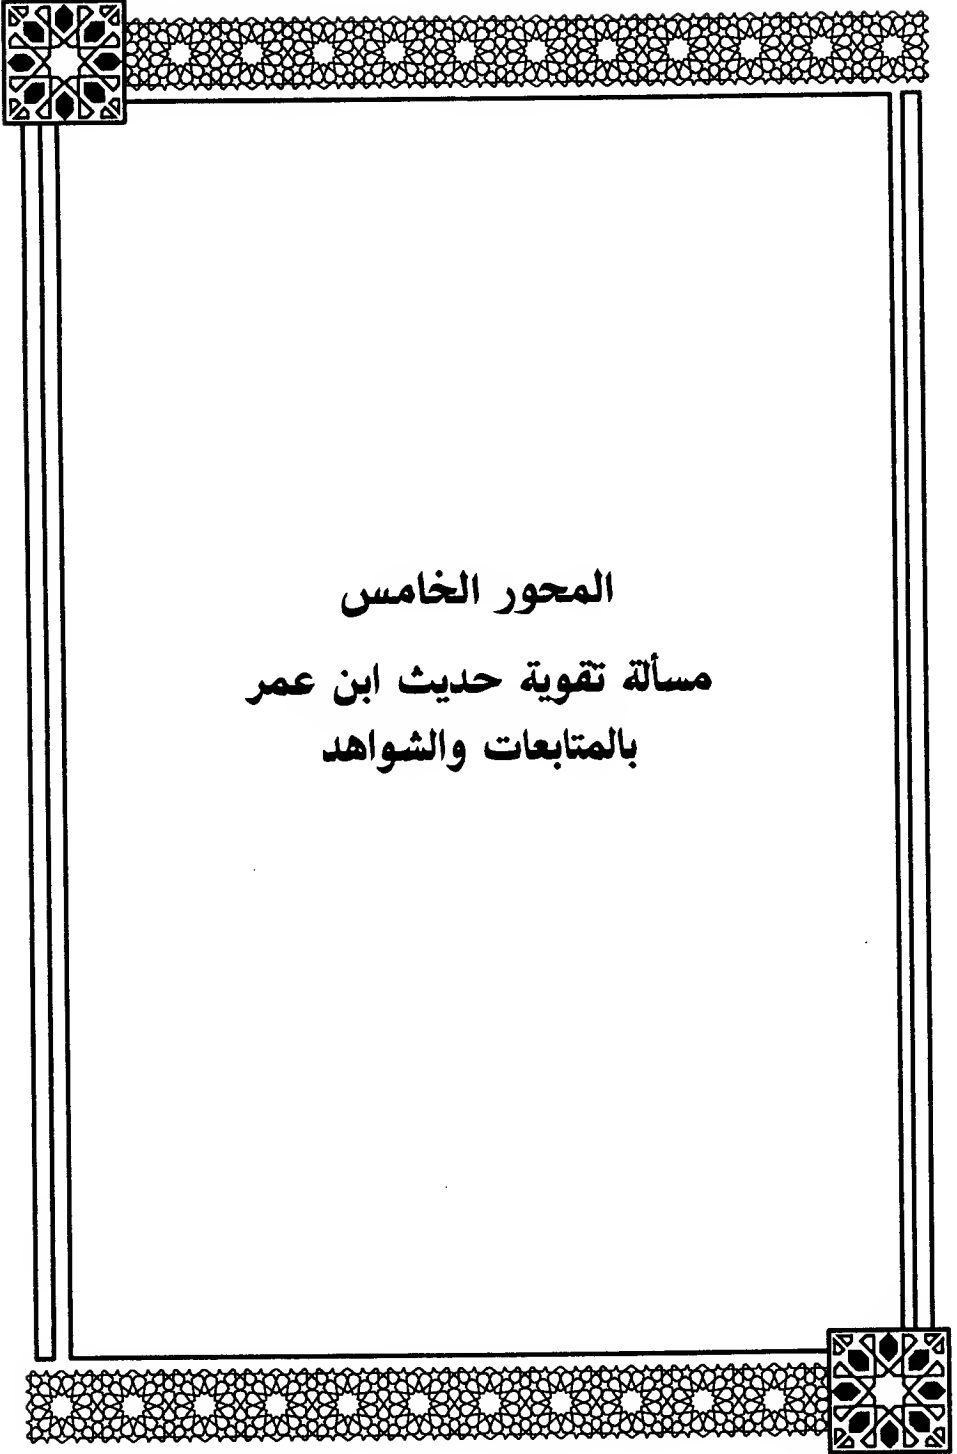 المحور الخامس
مسألة تقوية حديث ابن عمر
بالمتابعات والشواهد